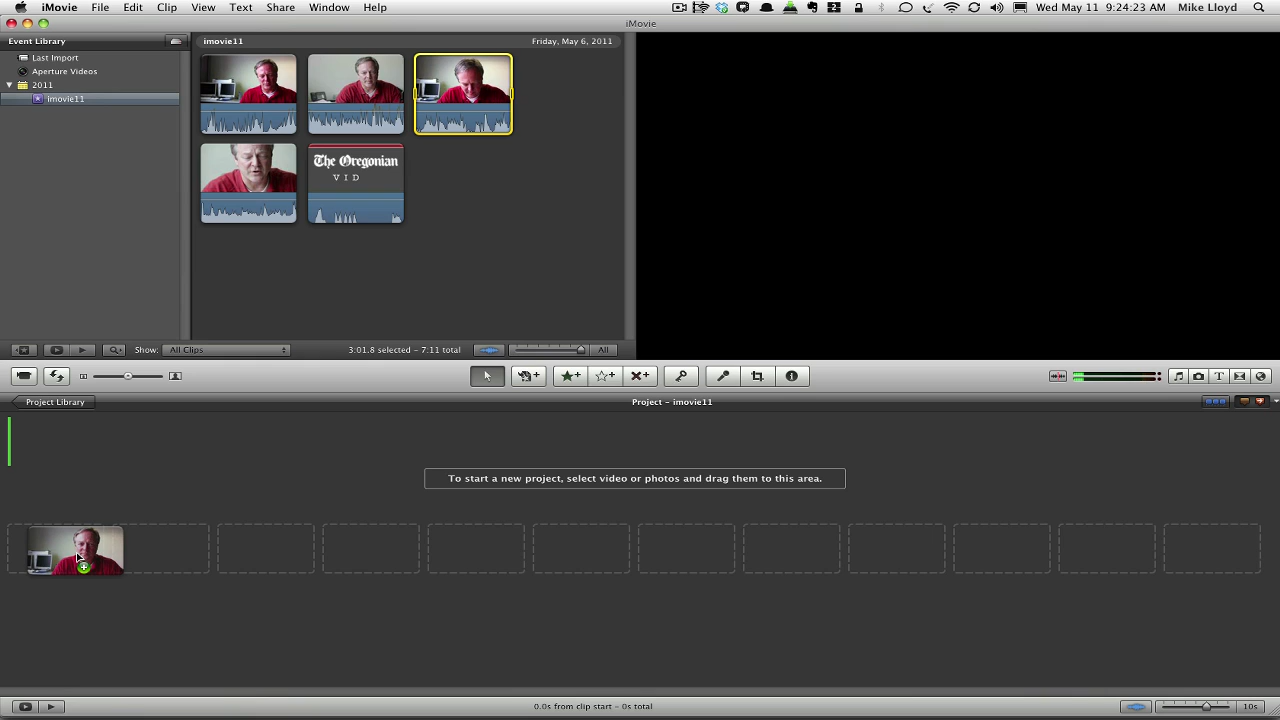 iMovie File Edit Clip View Text Share Window Help 2 Wed May 11 9:24:23 AM Mike Lloyd
iMovie
Event Library
imovie11 Friday, May 6, 2011
Last Import
Aperture Videos
2011
imovie11
The Oregonian
VID
Show: All Clips 3:01.8 selected - 7:11 total All
Project Library Project - imovie11
To start a new project, select video or photos and drag them to this area.
0.0s from clip start - 0s total 10s